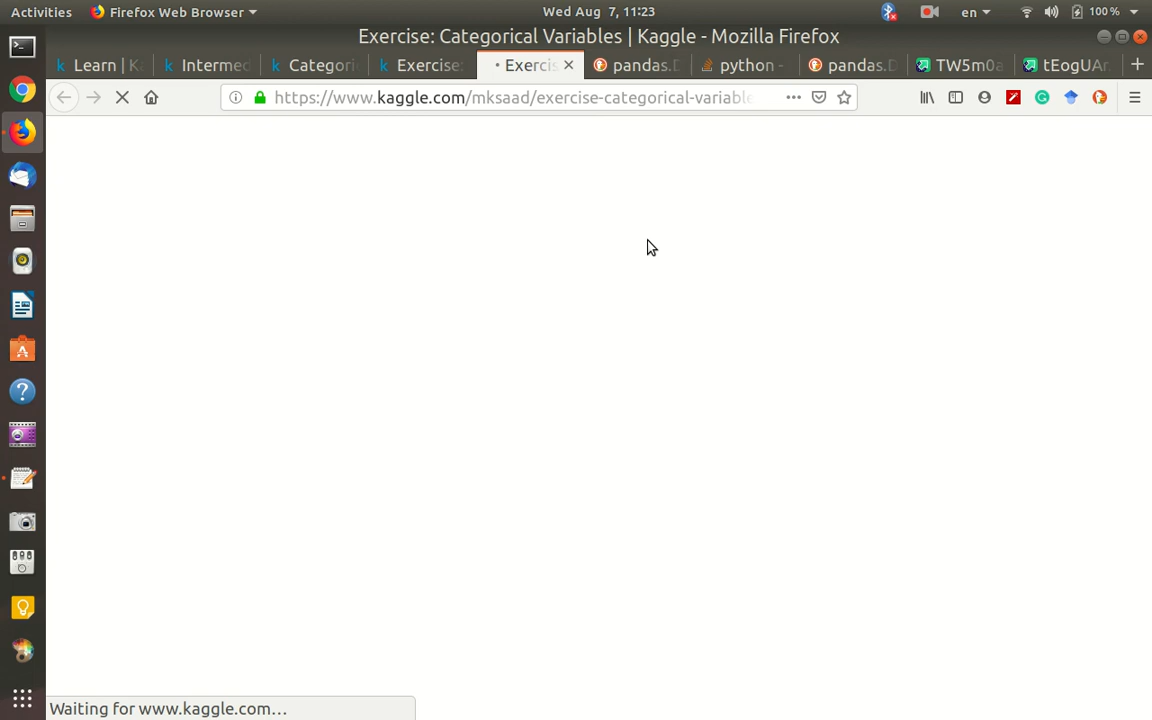 Activities Firefox Web Browser Wed Aug 7, 11:23 en 100 %
Exercise: Categorical Variables | Kaggle - Mozilla Firefox
Learn | K Intermed Categori Exercise: Exercis pandas.D python - pandas.D TW5m0a tEogUAr
https://www.kaggle.com/mksaad/exercise-categorical-variable
Waiting for www.kaggle.com...